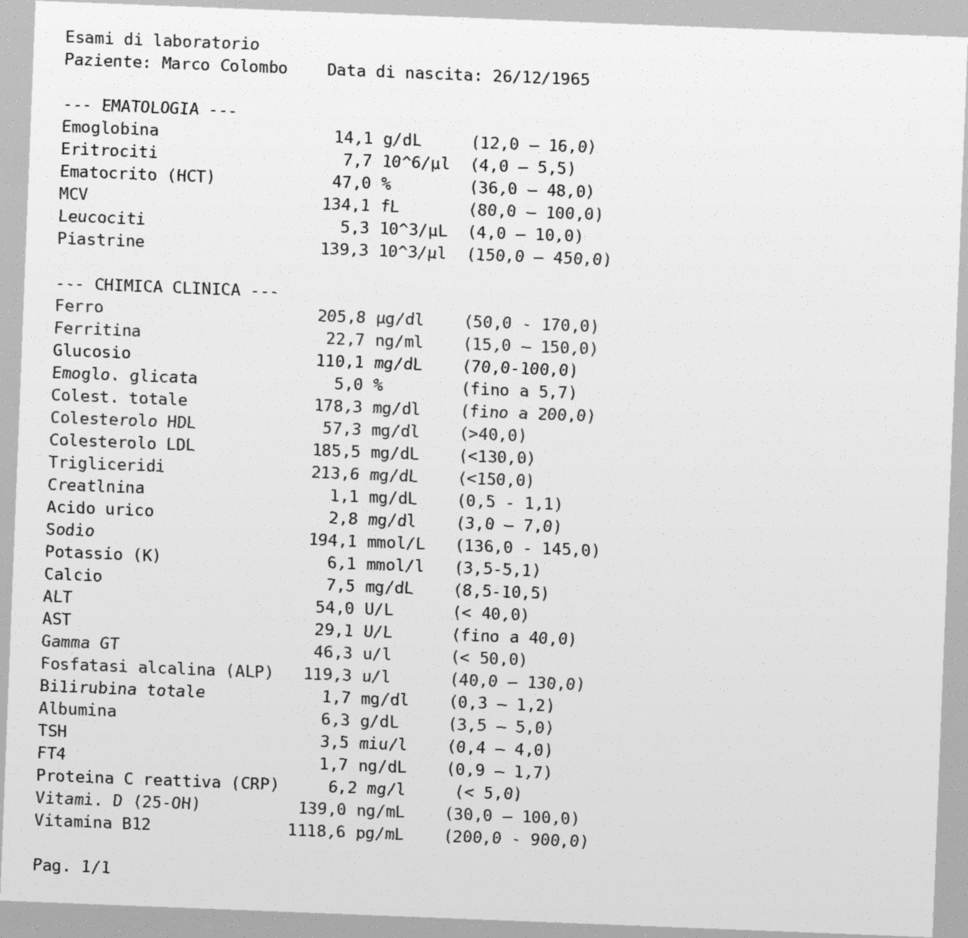 Esami di laboratorio
Paziente: Marco Colombo    Data di nascita: 26/12/1965
--- EMATOLOGIA ---
Emoglobina 14,1 g/dL (12,0 – 16,0)
Eritrociti 7,7 10^6/µl (4,0 – 5,5)
Ematocrito (HCT) 47,0 % (36,0 – 48,0)
MCV 134,1 fL (80,0 – 100,0)
Leucociti 5,3 10^3/µL (4,0 – 10,0)
Piastrine 139,3 10^3/µl (150,0 – 450,0)
--- CHIMICA CLINICA ---
Ferro 205,8 µg/dl (50,0 - 170,0)
Ferritina 22,7 ng/ml (15,0 – 150,0)
Glucosio 110,1 mg/dL (70,0-100,0)
Emoglo. glicata 5,0 % (fino a 5,7)
Colest. totale 178,3 mg/dl (fino a 200,0)
Colesterolo HDL 57,3 mg/dl (>40,0)
Colesterolo LDL 185,5 mg/dL (<130,0)
Trigliceridi 213,6 mg/dL (<150,0)
Creatlnina 1,1 mg/dL (0,5 - 1,1)
Acido urico 2,8 mg/dl (3,0 – 7,0)
Sodio 194,1 mmol/L (136,0 - 145,0)
Potassio (K) 6,1 mmol/l (3,5-5,1)
Calcio 7,5 mg/dL (8,5-10,5)
ALT 54,0 U/L (< 40,0)
AST 29,1 U/L (fino a 40,0)
Gamma GT 46,3 u/l (< 50,0)
Fosfatasi alcalina (ALP) 119,3 u/l (40,0 – 130,0)
Bilirubina totale 1,7 mg/dl (0,3 – 1,2)
Albumina 6,3 g/dL (3,5 – 5,0)
TSH 3,5 miu/l (0,4 – 4,0)
FT4 1,7 ng/dL (0,9 – 1,7)
Proteina C reattiva (CRP) 6,2 mg/l (< 5,0)
Vitami. D (25-OH) 139,0 ng/mL (30,0 – 100,0)
Vitamina B12 1118,6 pg/mL (200,0 - 900,0)
Pag. 1/1